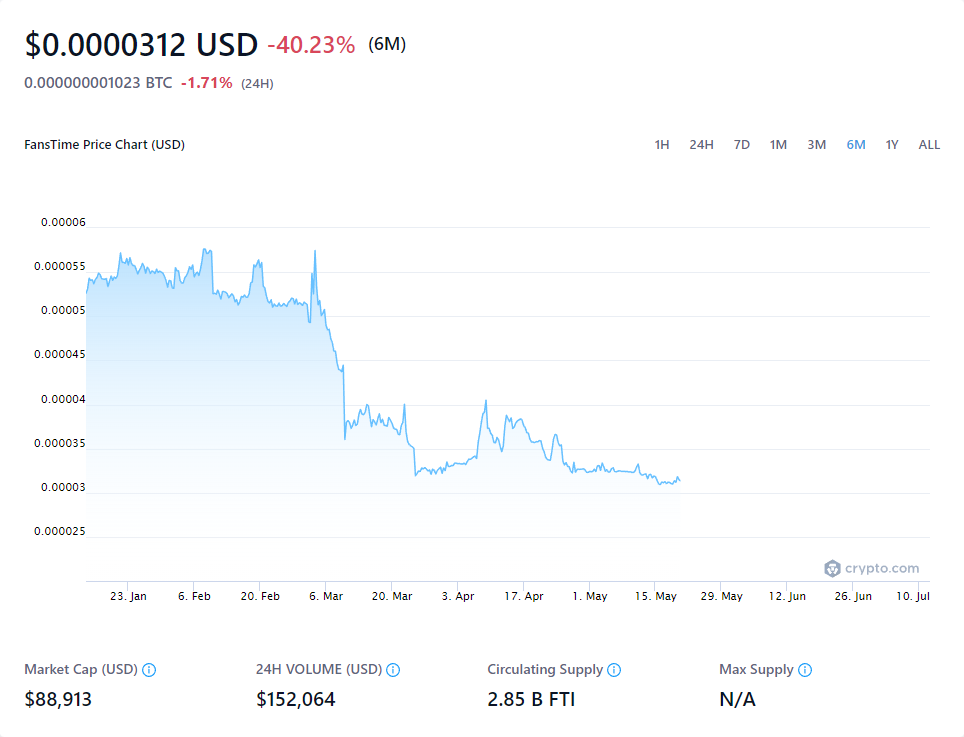 $0.0000312 USD -40.23% (6M)
0.000000001023 BTC -1.71% (24H)
FansTime Price Chart (USD)
1H 24H 7D 1M 3M 6M 1Y ALL
0.00006
0.000055
0.00005
0.000045
0.00004
0.000035
0.00003
0.000025
crypto.com
23. Jan 6. Feb 20. Feb 6. Mar 20. Mar 3. Apr 17. Apr 1. May 15. May 29. May 12. Jun 26. Jun 10. Jul
Market Cap (USD) 24H VOLUME (USD) Circulating Supply Max Supply
$88,913 $152,064 2.85 B FTI N/A